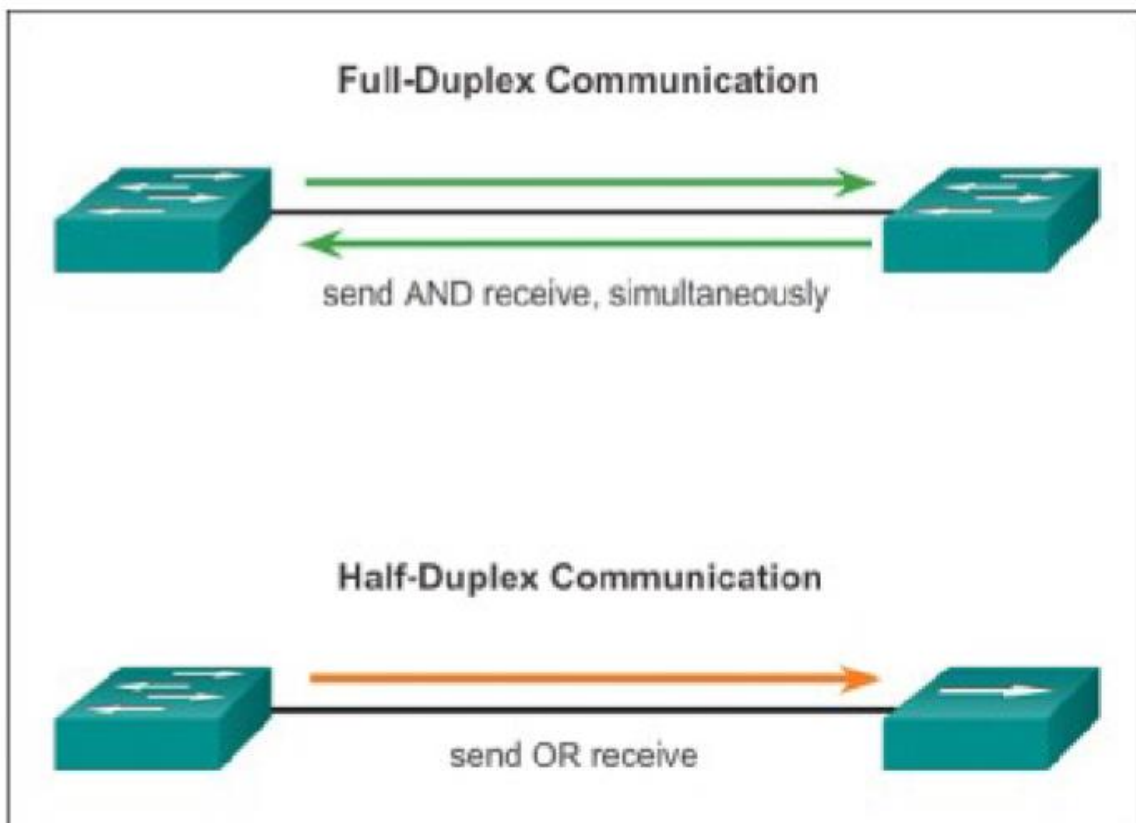 Full-Duplex Communication
send AND receive, simultaneously
Half-Duplex Communication
send OR receive